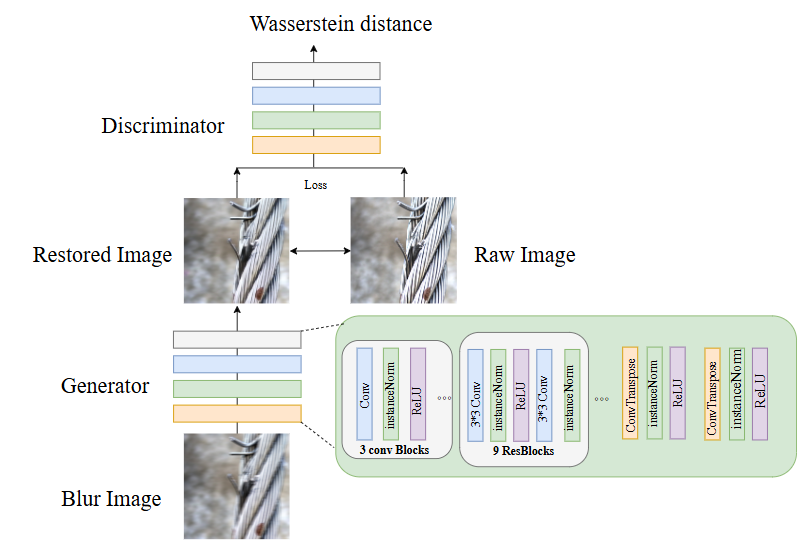 Wasserstein distance
Discriminator
Loss
Restored Image
Raw Image
Generator
Conv
instanceNorm
ReLU
3 conv Blocks
3*3 Conv
instanceNorm
ReLU
3*3 Conv
instanceNorm
9 ResBlocks
ConvTranspose
instanceNorm
ReLU
ConvTranspose
instanceNorm
ReLU
Blur Image